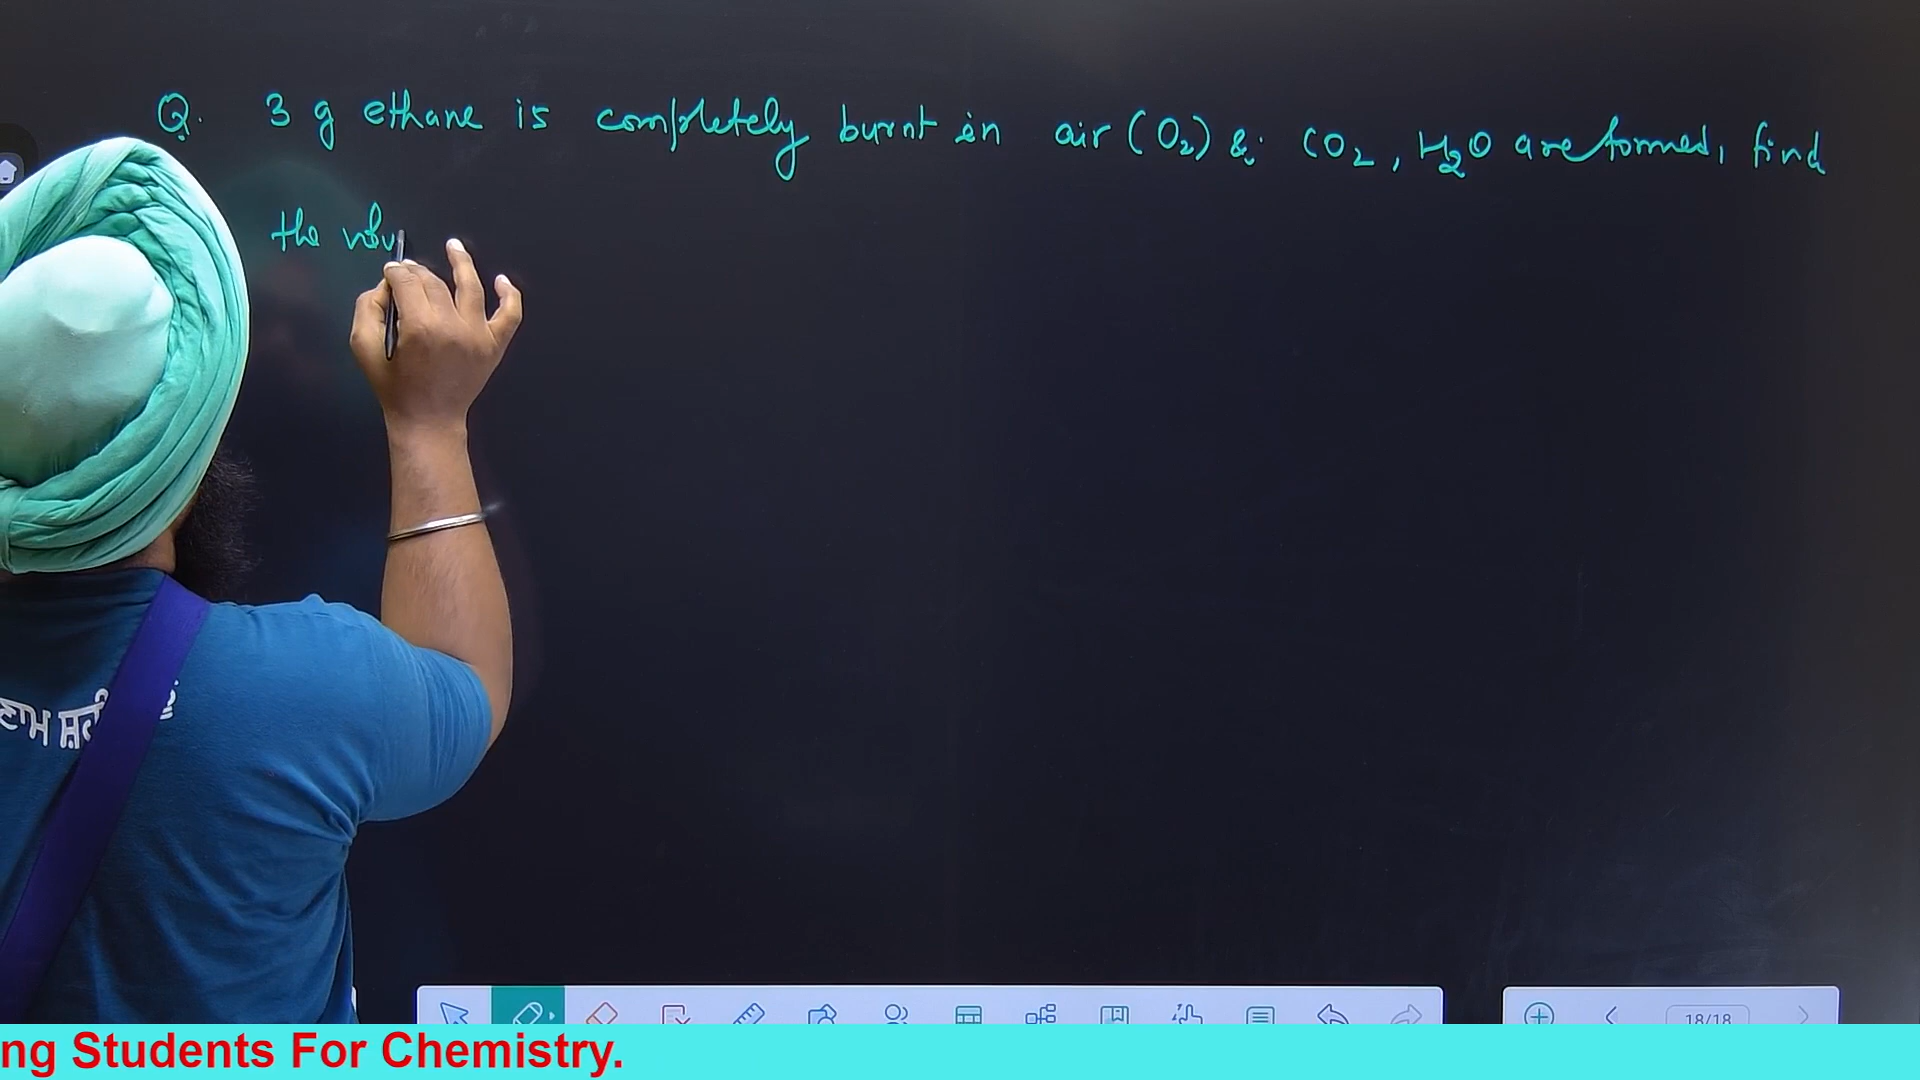 Q. 3 g ethane is completely burnt in air (O₂) & CO₂, H₂O are formed, find
the
ਣਾਮ
ng Students For Chemistry.
18/18